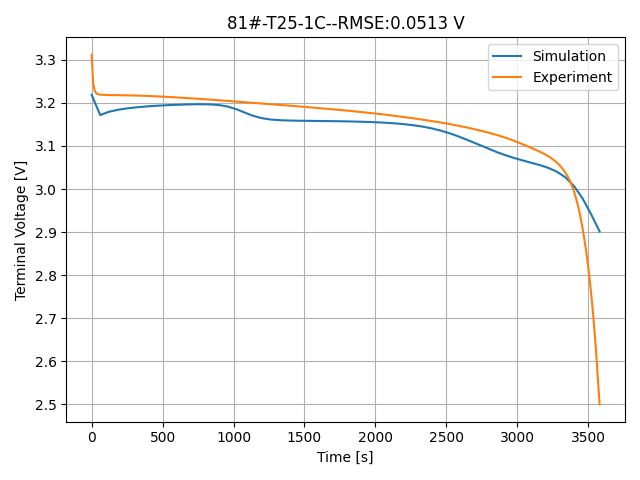 81#-T25-1C--RMSE:0.0513 V
Simulation
Experiment
Terminal Voltage [V]
3.3
3.2
3.1
3.0
2.9
2.8
2.7
2.6
2.5
0 500 1000 1500 2000 2500 3000 3500
Time [s]